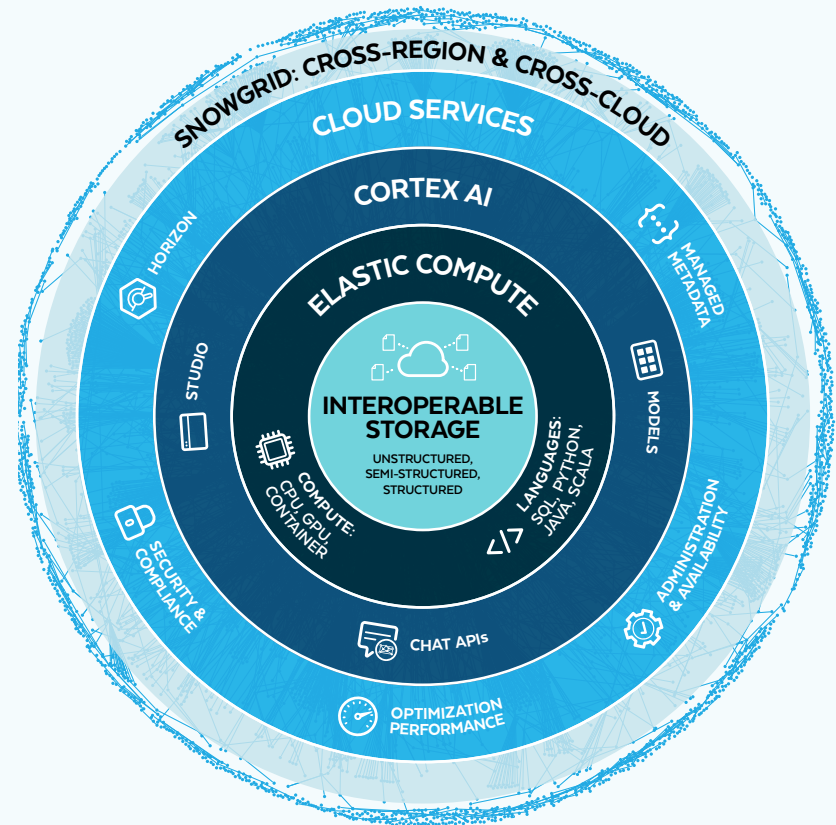 SNOWGRID: CROSS-REGION & CROSS-CLOUD
CLOUD SERVICES
CORTEX AI
ELASTIC COMPUTE
HORIZON
MANAGED
METADATA
STUDIO
MODELS
INTEROPERABLE
STORAGE
UNSTRUCTURED,
SEMI-STRUCTURED,
STRUCTURED
COMPUTE:
CPU, GPU,
CONTAINER
</>
LANGUAGES:
SQL, PYTHON,
JAVA, SCALA
SECURITY &
COMPLIANCE
ADMINISTRATION
& AVAILABILITY
CHAT APIs
OPTIMIZATION
PERFORMANCE